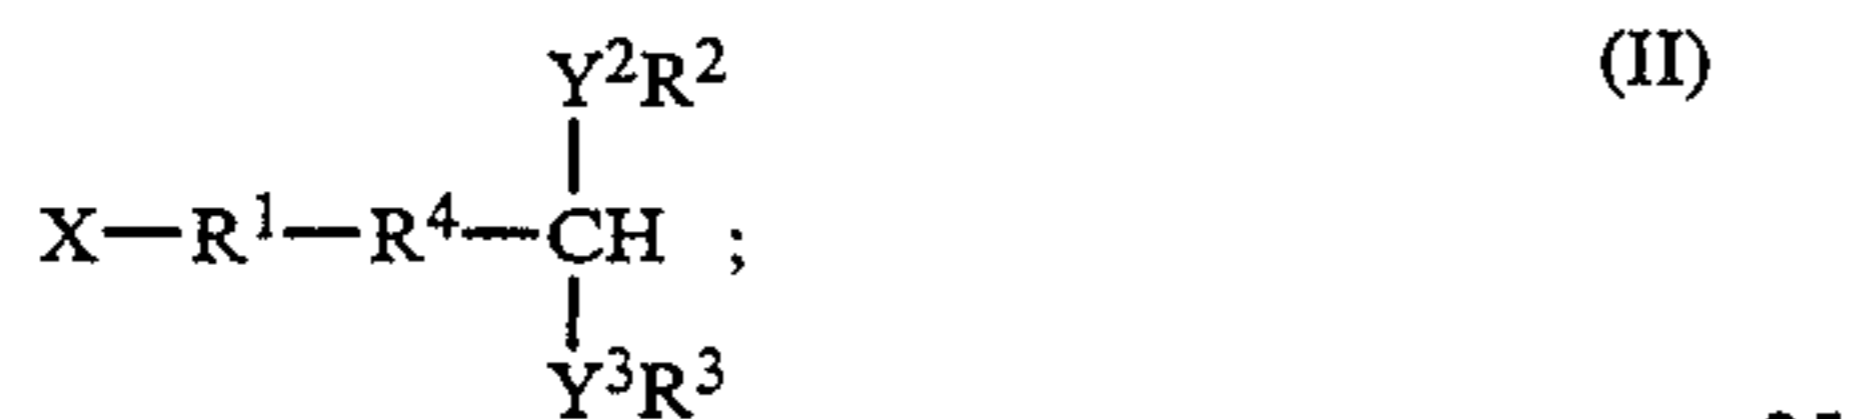 Y²R² (II)
X—R¹—R⁴—CH ;
Y³R³